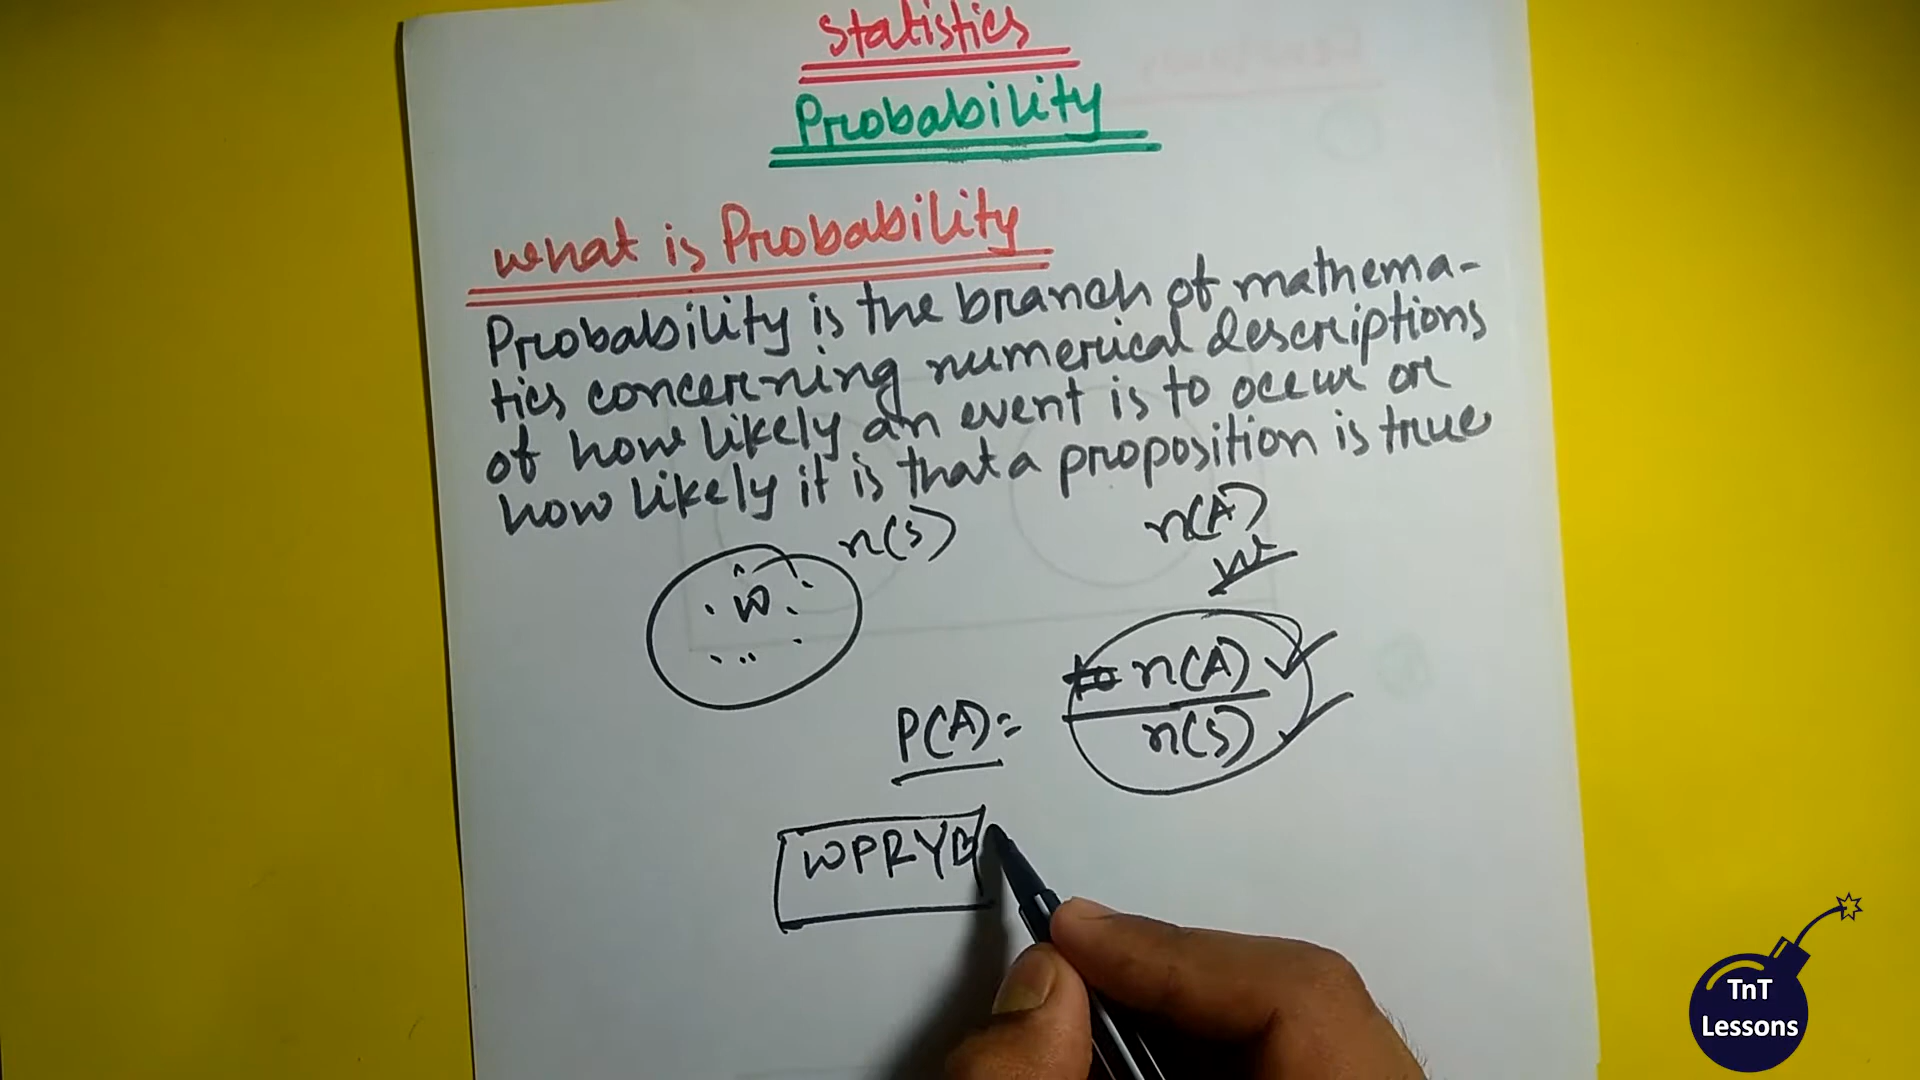 Statistics
Probability
What is Probability
Probability is the branch of mathema-
tics concerning numerical descriptions
of how likely an event is to occur or
how likely it is that a proposition is true
n(S)
n(A)
W
n(A)
P(A)=
n(S)
WPRYB
TnT
Lessons